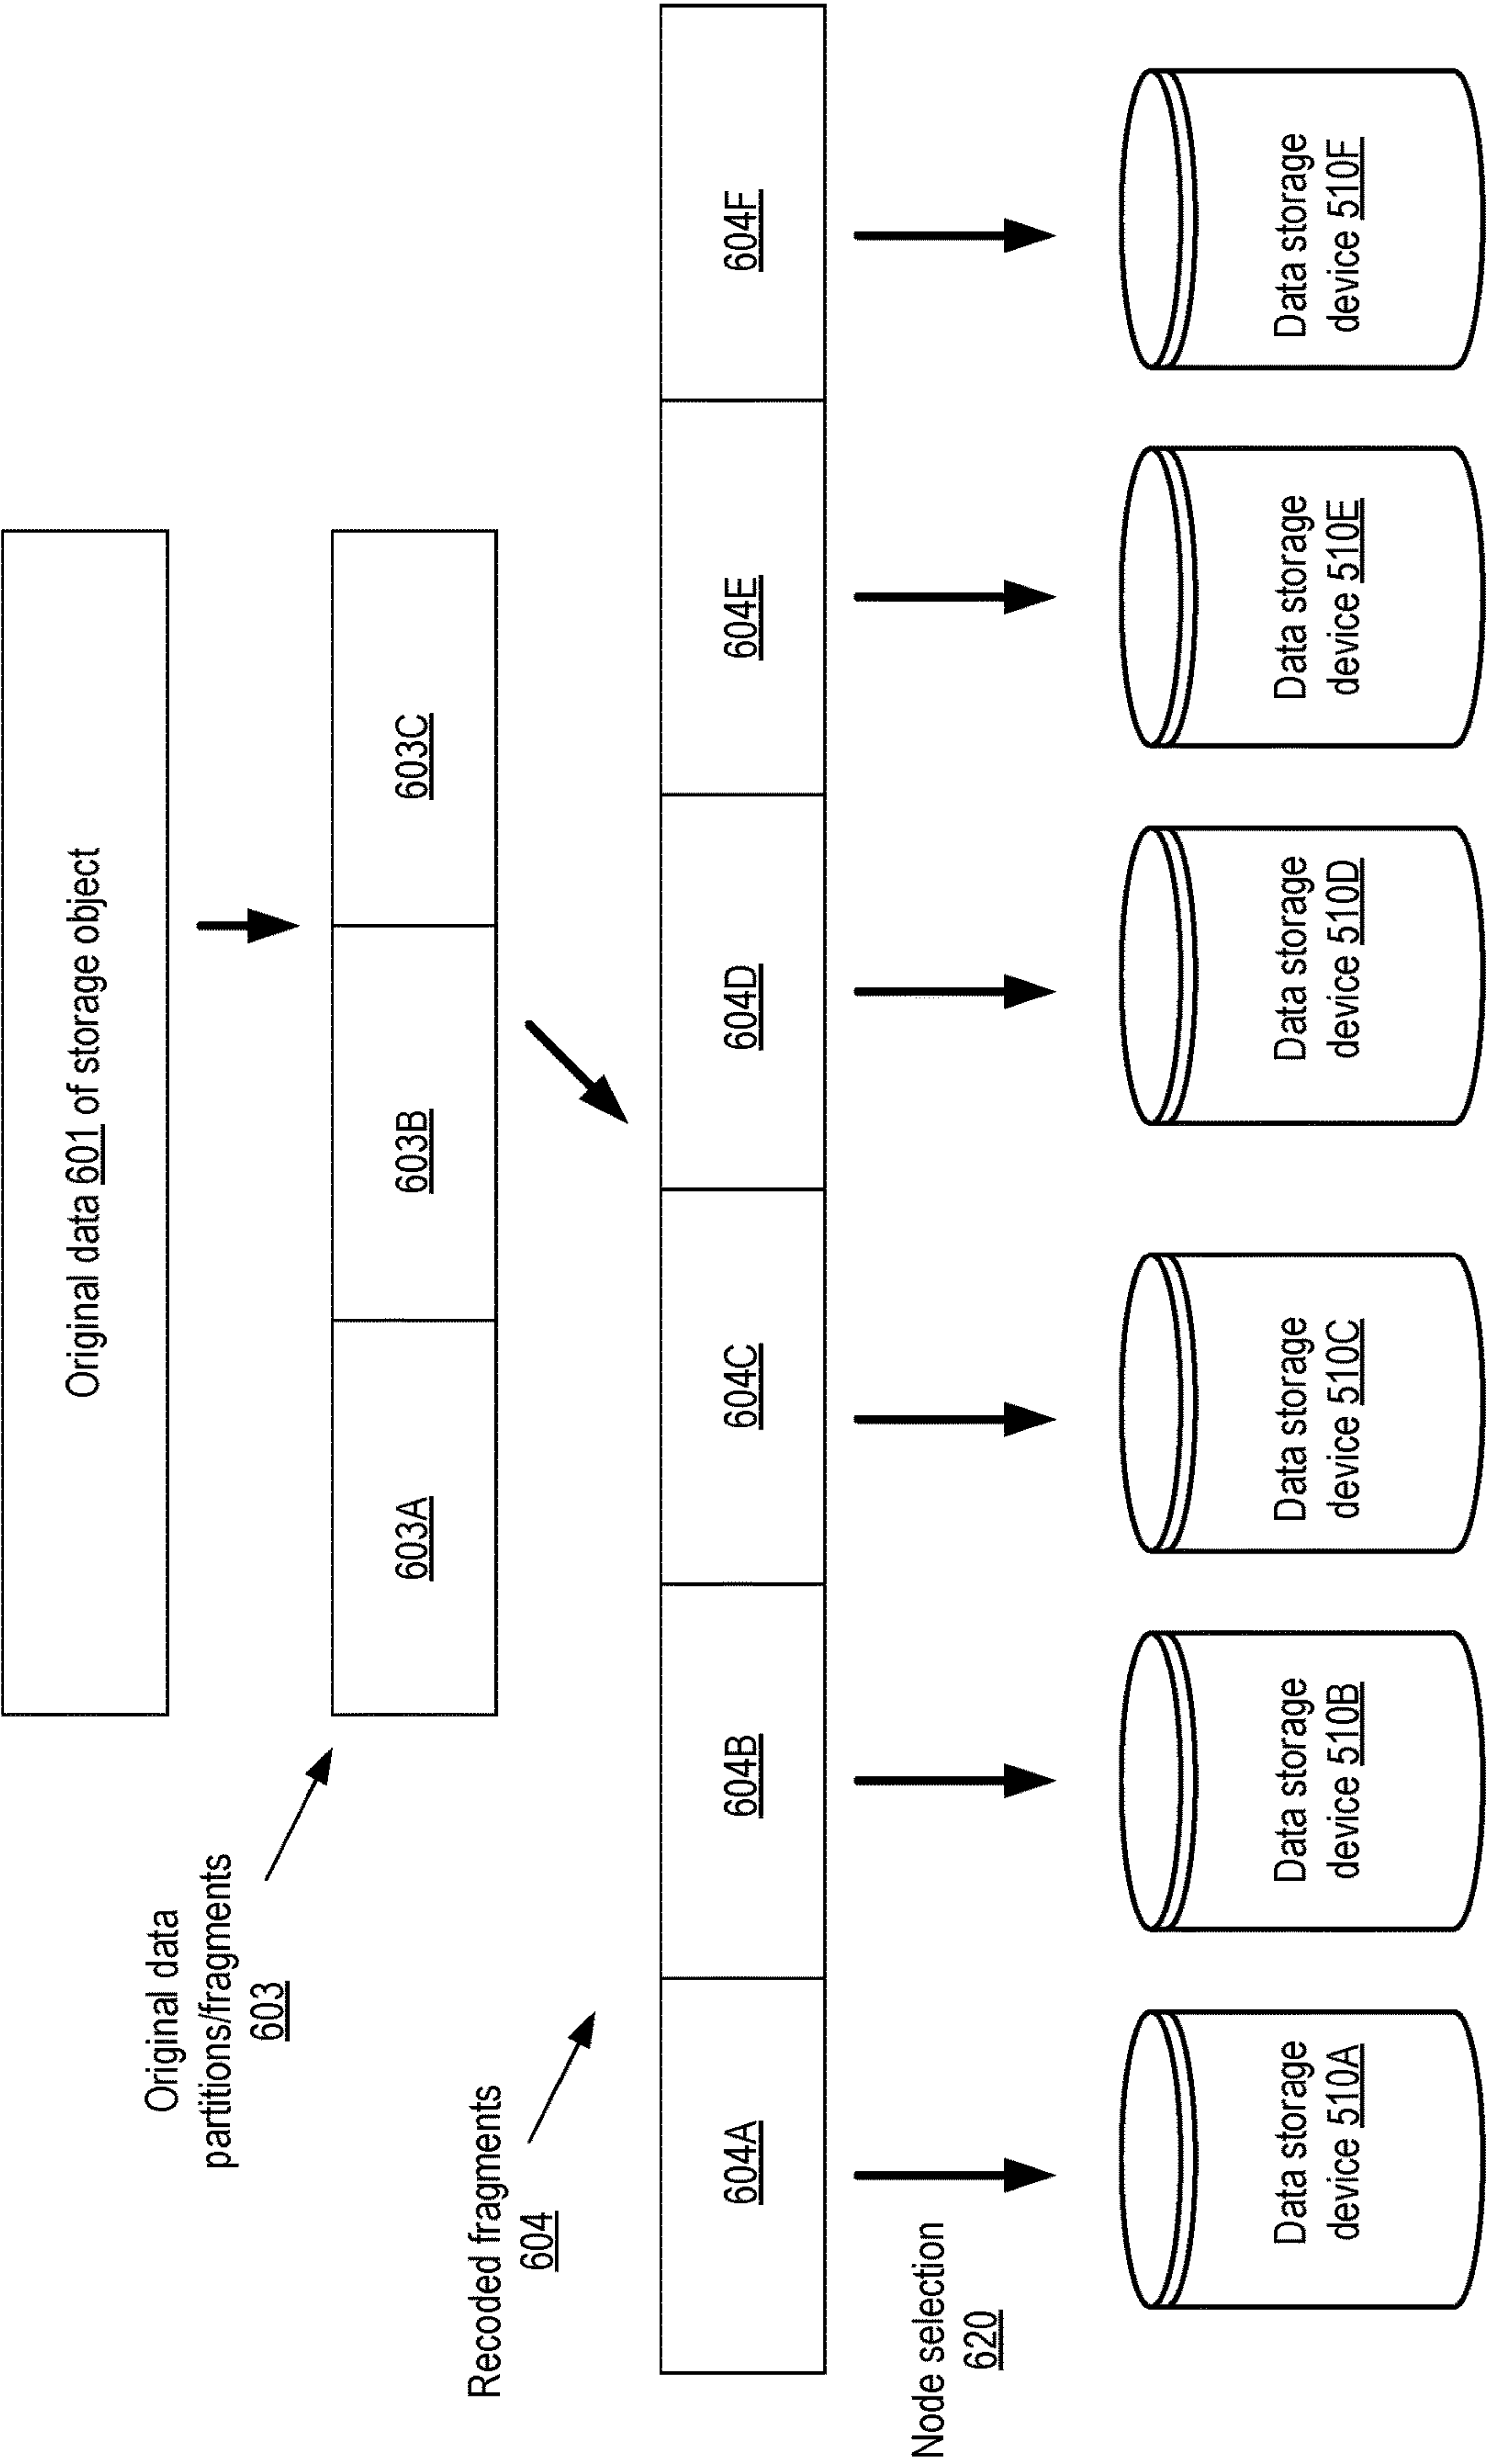 Original data 601 of storage object
Original data
partitions/fragments
603
603A
603B
603C
Recoded fragments
604
604A
604B
604C
604D
604E
604F
Node selection
620
Data storage
device 510A
Data storage
device 510B
Data storage
device 510C
Data storage
device 510D
Data storage
device 510E
Data storage
device 510F